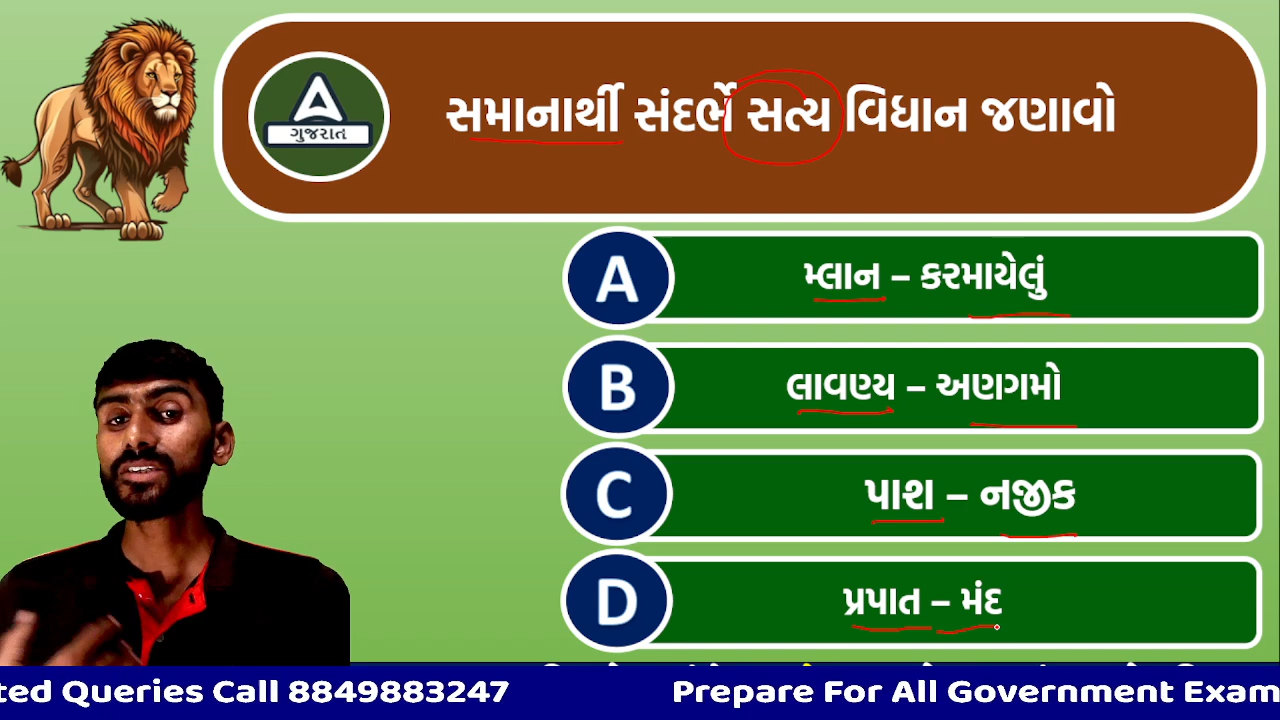 ગુજરાત
સમાનાર્થી સંદર્ભે સત્ય વિધાન જણાવો
A
મ્લાન – કરમાયેલું
B
લાવણ્ય – અણગમો
C
પાશ – નજીક
D
પ્રપાત – મંદ
ted Queries Call 8849883247 Prepare For All Government Exam